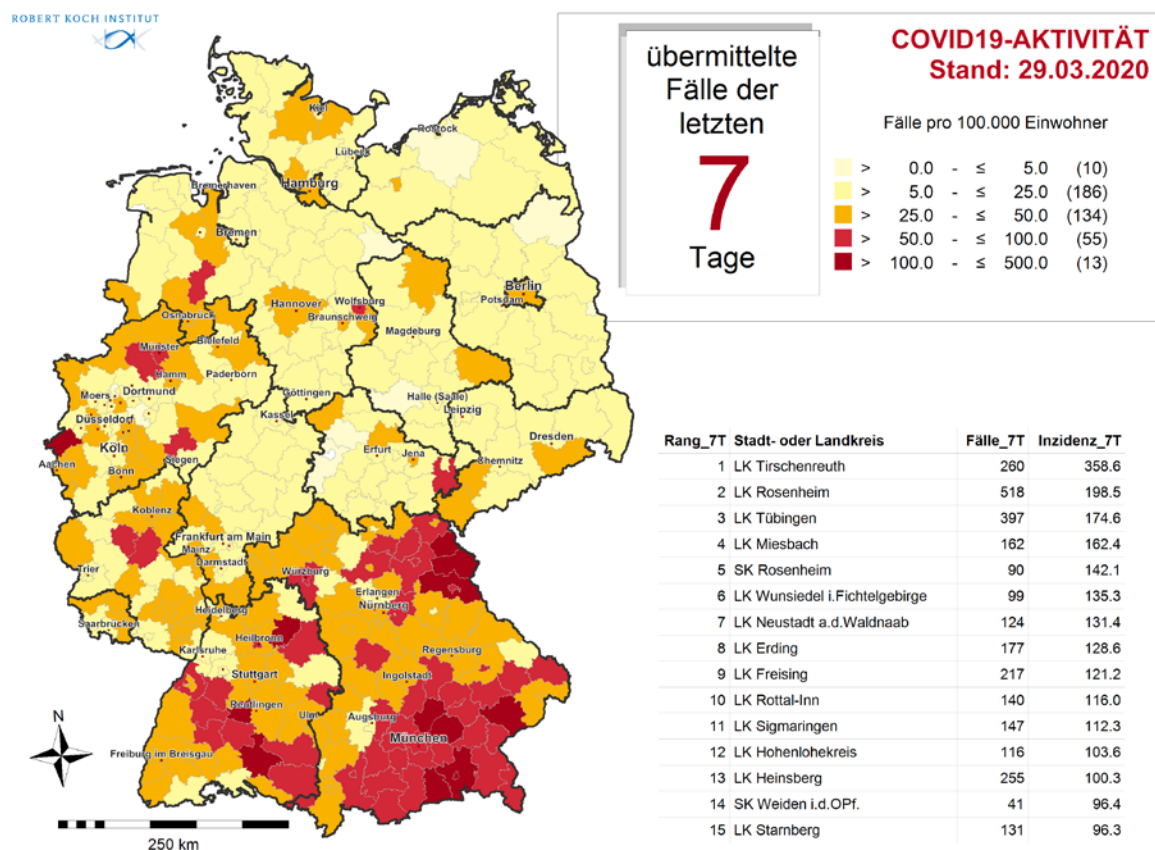 ROBERT KOCH INSTITUT
COVID19-AKTIVITÄT
Stand: 29.03.2020
übermittelte
Fälle der
letzten
7
Tage
Fälle pro 100.000 Einwohner
> 0.0 - ≤ 5.0 (10)
> 5.0 - ≤ 25.0 (186)
> 25.0 - ≤ 50.0 (134)
> 50.0 - ≤ 100.0 (55)
> 100.0 - ≤ 500.0 (13)
Kiel
Rostock
Lübeck
Hamburg
Bremerhaven
Bremen
Berlin
Potsdam
Hannover
Wolfsburg
Braunschweig
Osnabrück
Magdeburg
Bielefeld
Münster
Hamm
Paderborn
Dortmund
Moers
Göttingen
Halle (Saale)
Leipzig
Kassel
Düsseldorf
Köln
Dresden
Siegen
Erfurt
Jena
Chemnitz
Aachen
Bonn
Koblenz
Frankfurt am Main
Mainz
Darmstadt
Trier
Würzburg
Erlangen
Nürnberg
Heidelberg
Saarbrücken
Heilbronn
Karlsruhe
Regensburg
Stuttgart
Ingolstadt
Reutlingen
Ulm
Augsburg
München
Freiburg im Breisgau
N
250 km
Rang_7T Stadt- oder Landkreis Fälle_7T Inzidenz_7T
1 LK Tirschenreuth 260 358.6
2 LK Rosenheim 518 198.5
3 LK Tübingen 397 174.6
4 LK Miesbach 162 162.4
5 SK Rosenheim 90 142.1
6 LK Wunsiedel i.Fichtelgebirge 99 135.3
7 LK Neustadt a.d.Waldnaab 124 131.4
8 LK Erding 177 128.6
9 LK Freising 217 121.2
10 LK Rottal-Inn 140 116.0
11 LK Sigmaringen 147 112.3
12 LK Hohenlohekreis 116 103.6
13 LK Heinsberg 255 100.3
14 SK Weiden i.d.OPf. 41 96.4
15 LK Starnberg 131 96.3